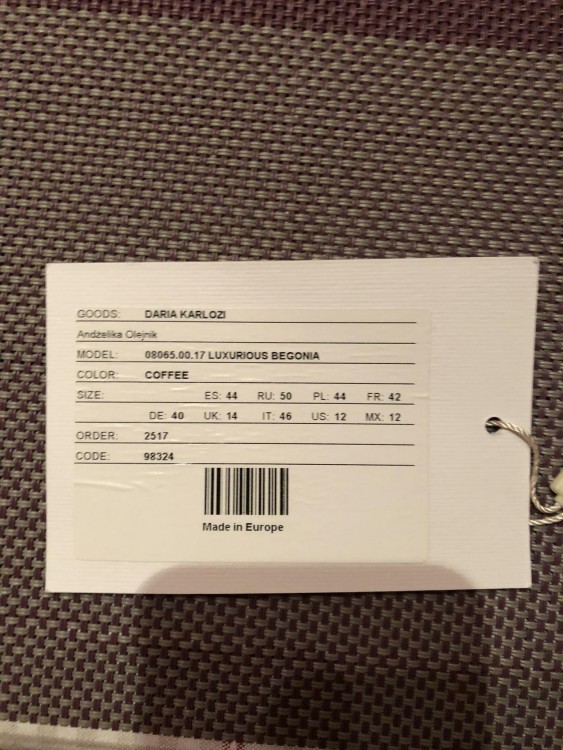 GOODS: DARIA KARLOZI
Andżelika Olejnik
MODEL: 08065.00.17 LUXURIOUS BEGONIA
COLOR: COFFEE
SIZE: ES: 44 RU: 50 PL: 44 FR: 42
DE: 40 UK: 14 IT: 46 US: 12 MX: 12
ORDER: 2517
CODE: 98324
Made in Europe